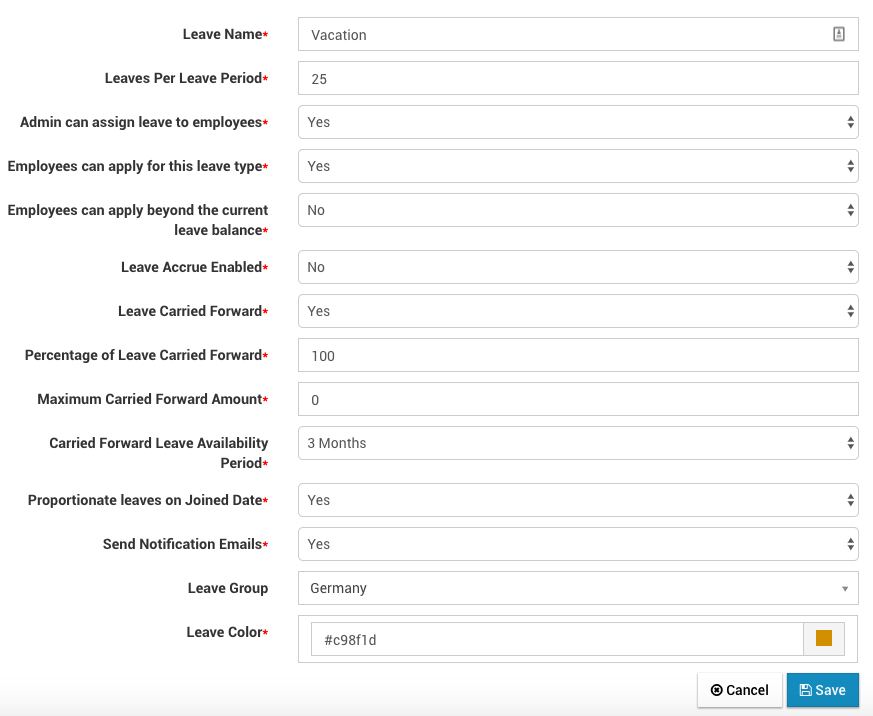 Leave Name* Vacation
Leaves Per Leave Period* 25
Admin can assign leave to employees* Yes
Employees can apply for this leave type* Yes
Employees can apply beyond the current No
leave balance*
Leave Accrue Enabled* No
Leave Carried Forward* Yes
Percentage of Leave Carried Forward* 100
Maximum Carried Forward Amount* 0
Carried Forward Leave Availability 3 Months
Period*
Proportionate leaves on Joined Date* Yes
Send Notification Emails* Yes
Leave Group Germany
Leave Color* #c98f1d
Cancel Save